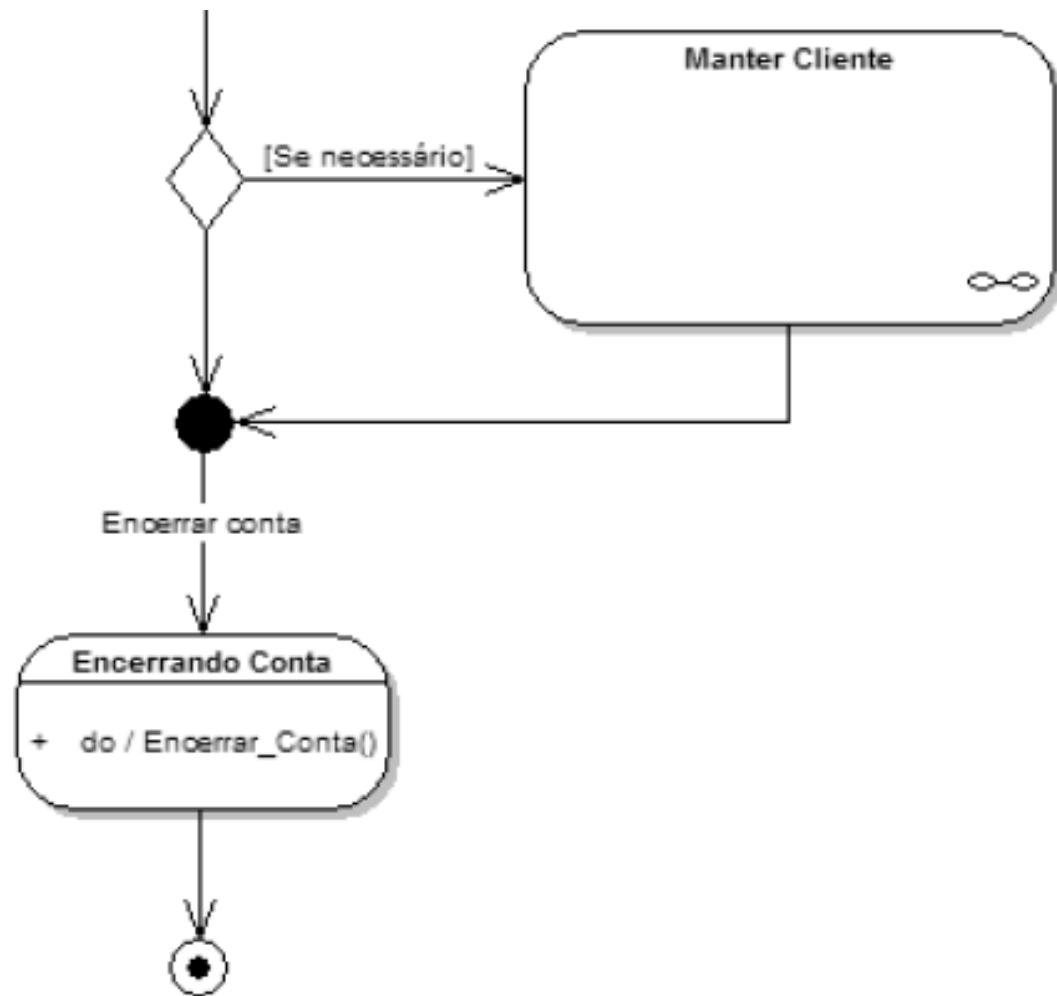 Manter Cliente
[Se necessário]
Encerrar conta
Encerrando Conta
+ do / Encerrar_Conta()